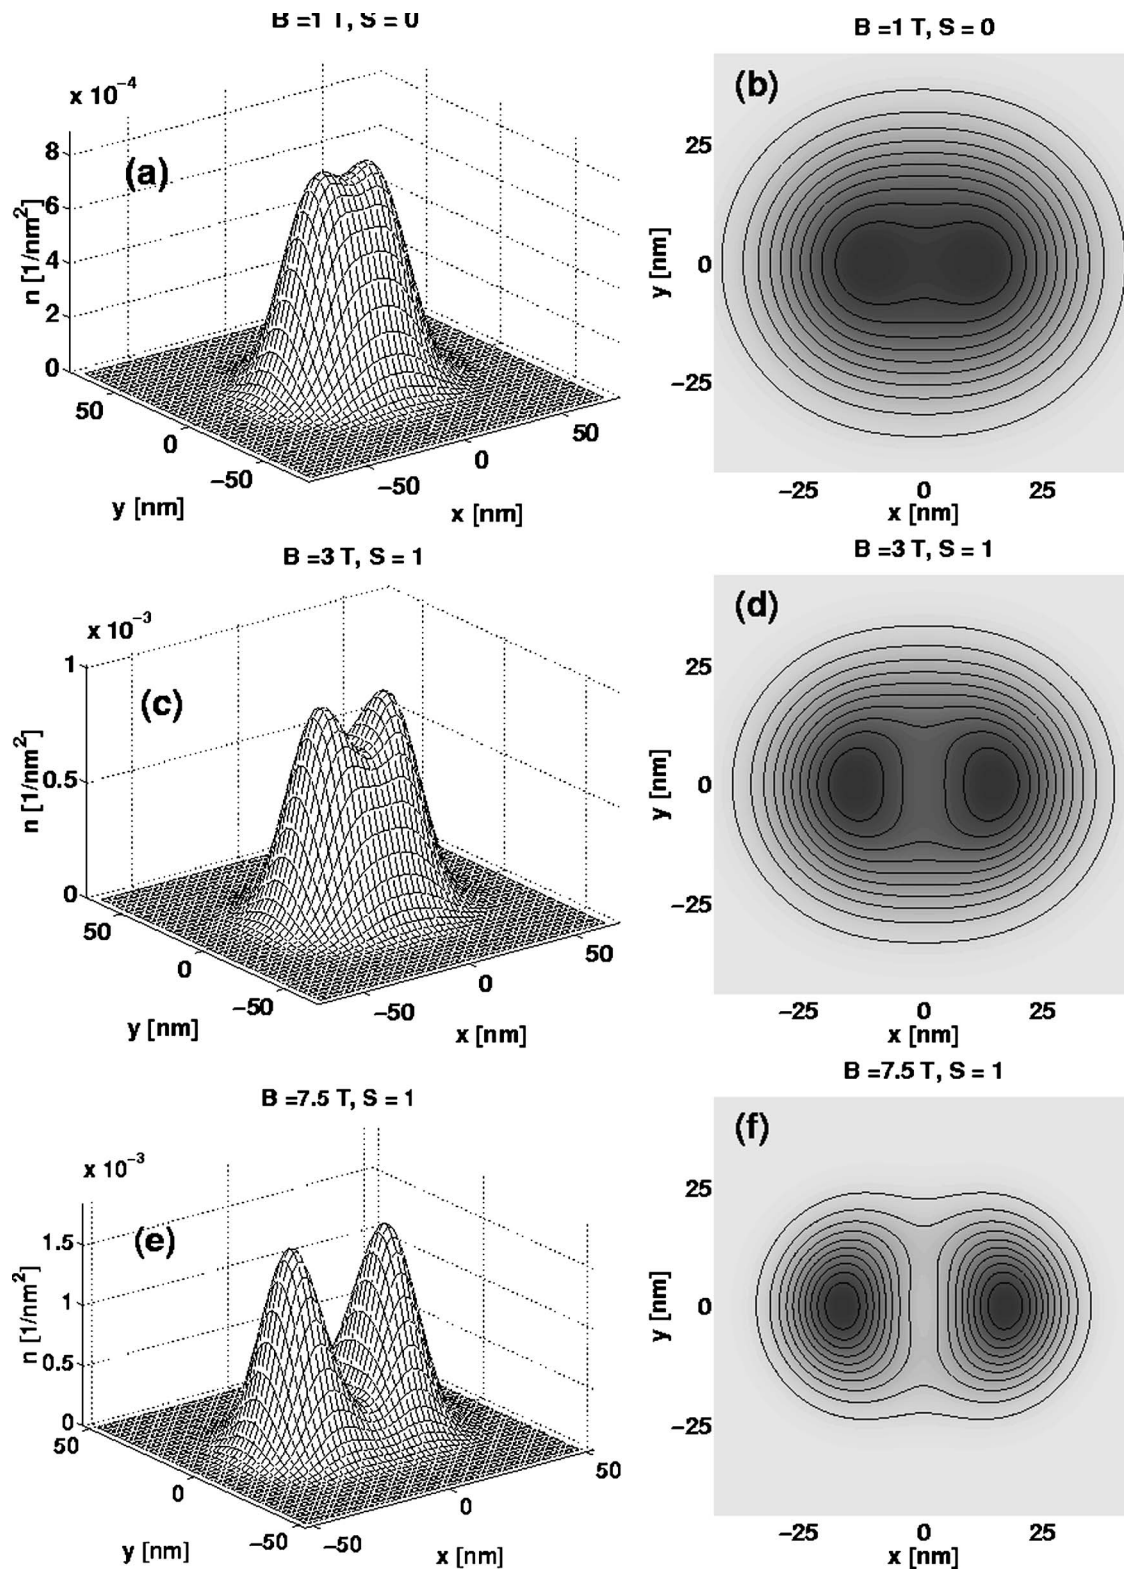 B =1 T, S = 0
x 10⁻⁴
(a)
8
6
4
2
0
n [1/nm²]
50
0
−50
y [nm]
−50
0
50
x [nm]
B =1 T, S = 0
(b)
25
0
−25
y [nm]
−25
0
25
x [nm]
B =3 T, S = 1
x 10⁻³
(c)
1
0.5
0
n [1/nm²]
50
0
−50
y [nm]
−50
0
50
x [nm]
B =3 T, S = 1
(d)
25
0
−25
y [nm]
−25
0
25
x [nm]
B =7.5 T, S = 1
x 10⁻³
(e)
1.5
1
0.5
0
n [1/nm²]
50
0
−50
y [nm]
−50
0
50
x [nm]
B =7.5 T, S = 1
(f)
25
0
−25
y [nm]
−25
0
25
x [nm]